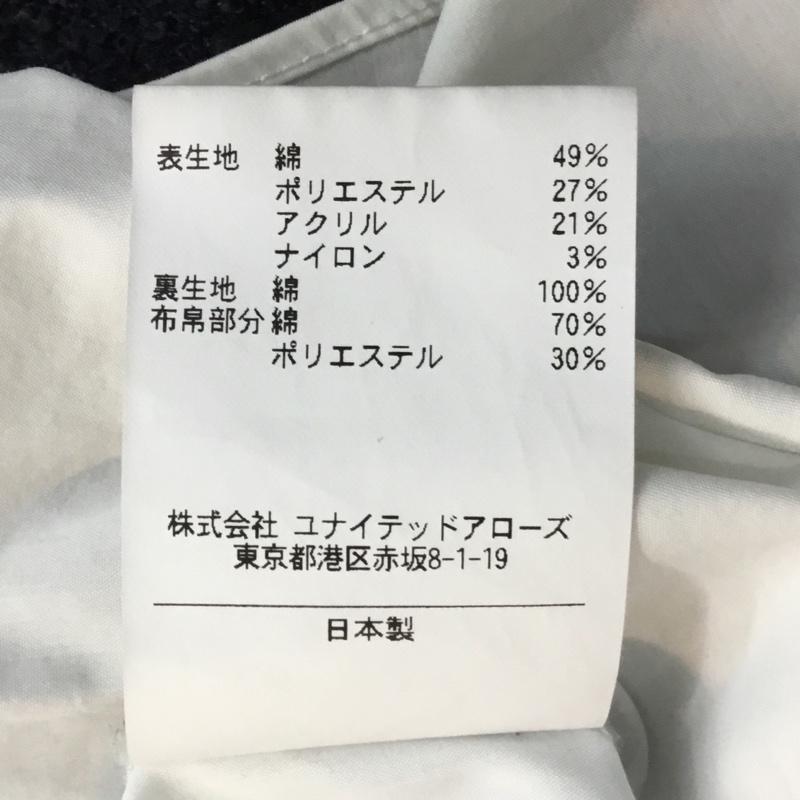 表生地 綿 49%
ポリエステル 27%
アクリル 21%
ナイロン 3%
裏生地 綿 100%
布帛部分 綿 70%
ポリエステル 30%
株式会社 ユナイテッドアローズ
東京都港区赤坂8-1-19
日本製